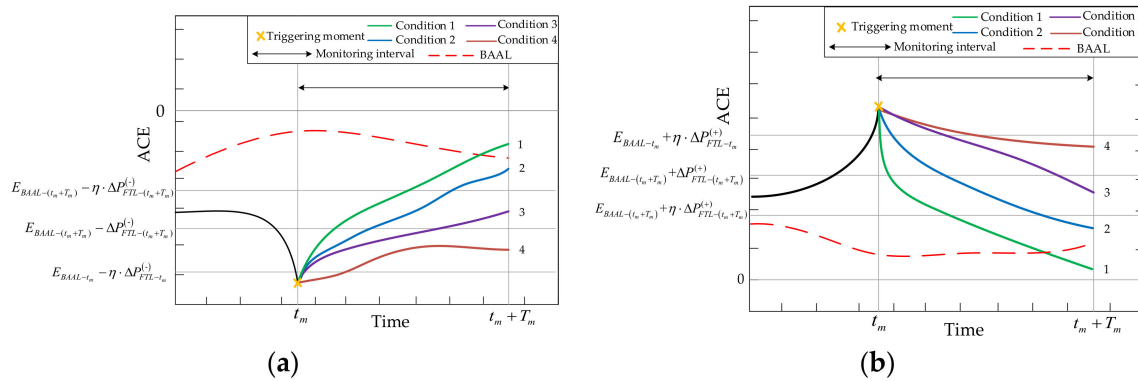 Triggering moment
Condition 1
Condition 3
Condition 2
Condition 4
Monitoring interval
BAAL
ACE
0
1
2
3
4
E_{BAAL-(t_m+T_m)} − η · ΔP^{(-)}_{FTL-(t_m+T_m)}
E_{BAAL-(t_m+T_m)} − ΔP^{(-)}_{FTL-(t_m+T_m)}
E_{BAAL-t_m} − η · ΔP^{(-)}_{FTL-t_m}
t_m
Time
t_m + T_m
(a)
Triggering moment
Condition 1
Condition
Condition 2
Condition
Monitoring interval
BAAL
ACE
E_{BAAL-t_m} + η · ΔP^{(+)}_{FTL-t_m}
E_{BAAL-(t_m+T_m)} + ΔP^{(+)}_{FTL-(t_m+T_m)}
E_{BAAL-(t_m+T_m)} + η · ΔP^{(+)}_{FTL-(t_m+T_m)}
4
3
2
1
0
t_m
Time
t_m + T_m
(b)